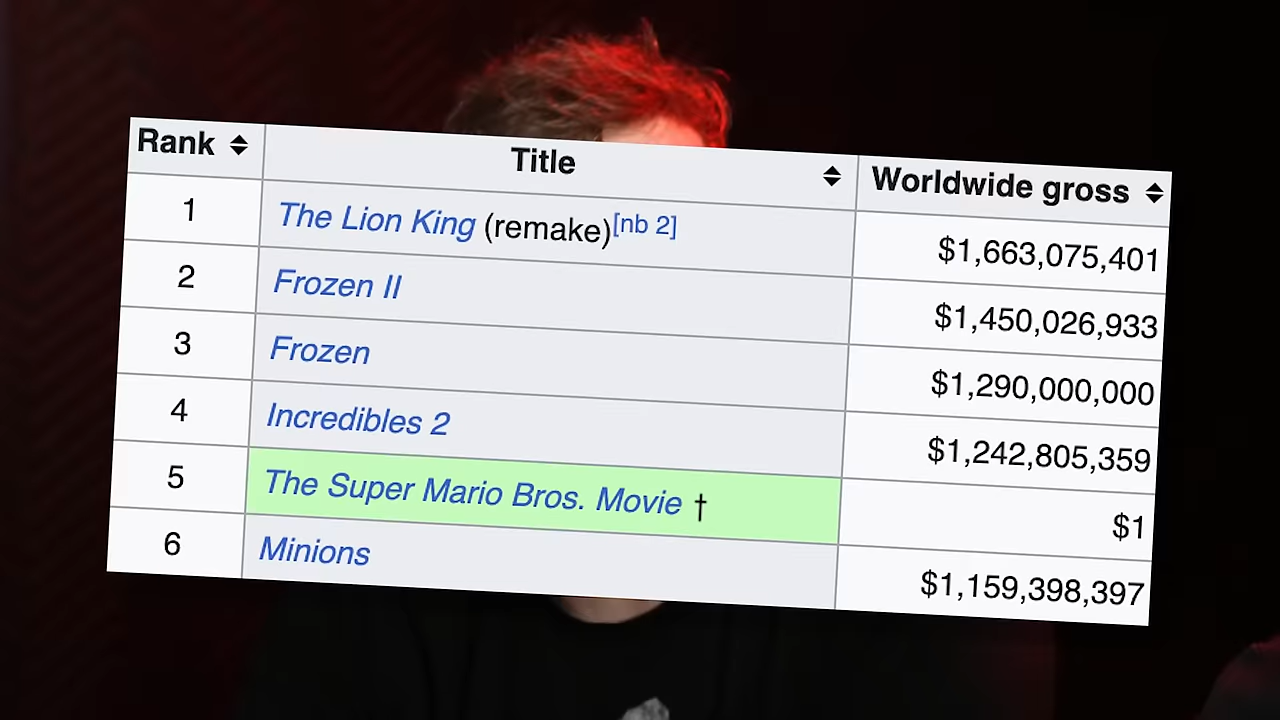 Rank Title Worldwide gross
1 The Lion King (remake)[nb 2] $1,663,075,401
2 Frozen II $1,450,026,933
3 Frozen $1,290,000,000
4 Incredibles 2 $1,242,805,359
5 The Super Mario Bros. Movie † $1
6 Minions $1,159,398,397